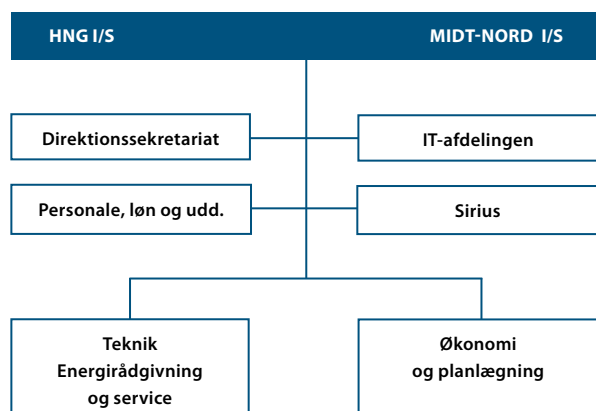 HNG I/S
MIDT-NORD I/S
Direktionssekretariat
IT-afdelingen
Personale, løn og udd.
Sirius
Teknik
Energirådgivning
og service
Økonomi
og planlægning